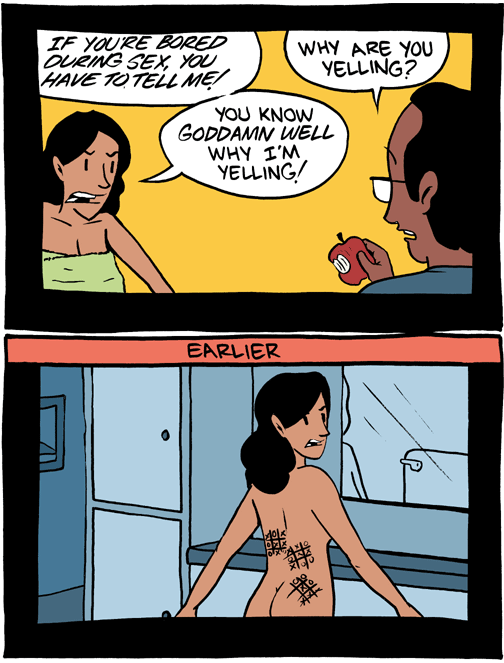 IF YOU'RE BORED
DURING SEX, YOU
HAVE TO TELL ME!
WHY ARE YOU
YELLING?
YOU KNOW
GODDAMN WELL
WHY I'M
YELLING!
EARLIER